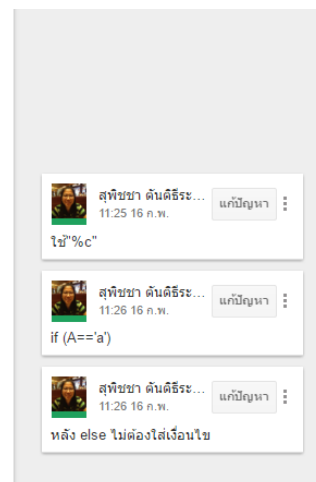 สุพิชชา ตันติธีระ...
แก้ปัญหา
11:25 16 ก.พ.
ใช้"%c"
สุพิชชา ตันติธีระ...
แก้ปัญหา
11:26 16 ก.พ.
if (A=='a')
สุพิชชา ตันติธีระ...
แก้ปัญหา
11:26 16 ก.พ.
หลัง else ไม่ต้องใส่เงื่อนไข